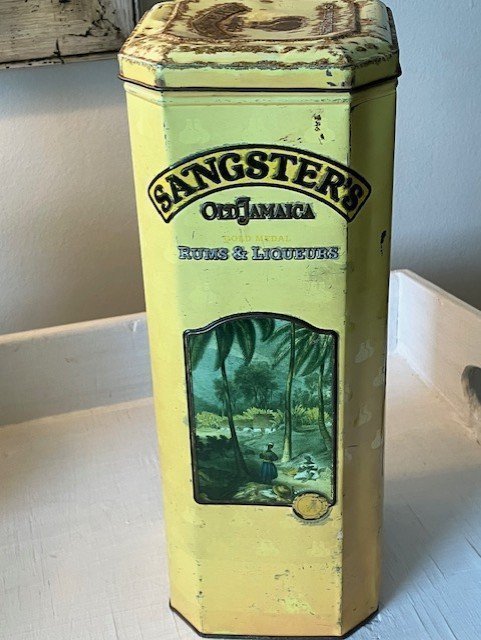 SANGSTER'S
OLD JAMAICA
GOLD MEDAL
RUMS & LIQUEURS